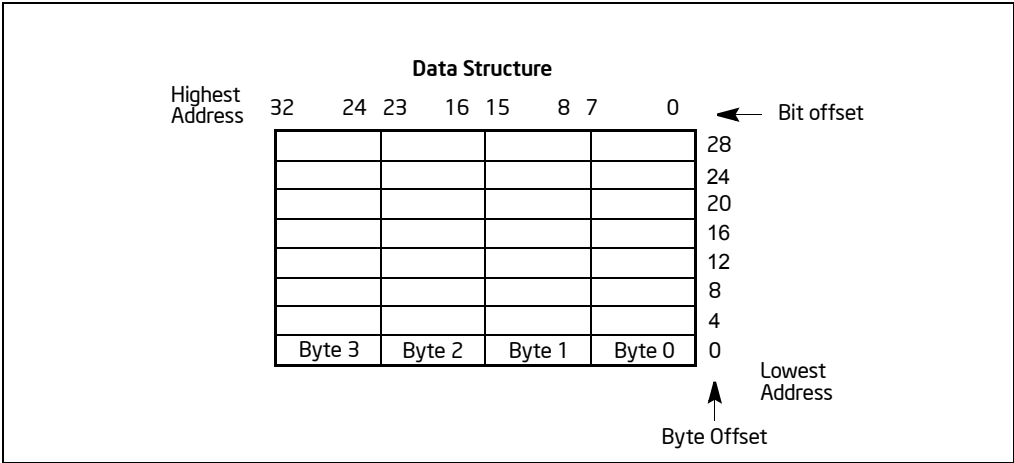 Data Structure
Highest
Address
32 24 23 16 15 8 7 0
Bit offset
28
24
20
16
12
8
4
Byte 3 Byte 2 Byte 1 Byte 0 0
Lowest
Address
Byte Offset